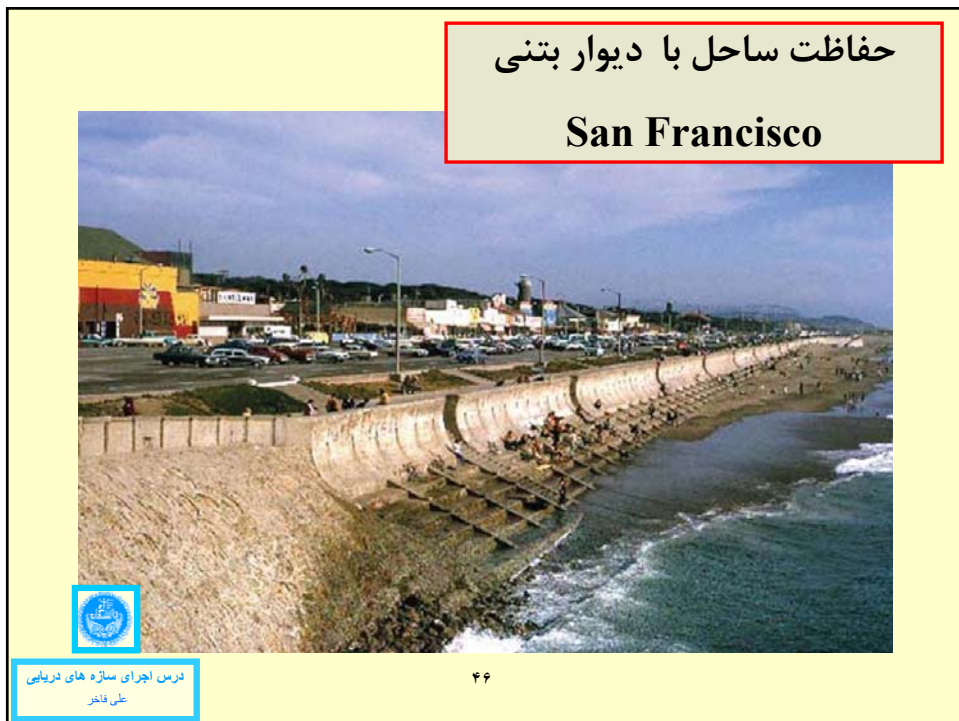 حفاظت ساحل با دیوار بتنی
San Francisco
درس اجرای سازه های دریایی
علی فاخر
۴۶